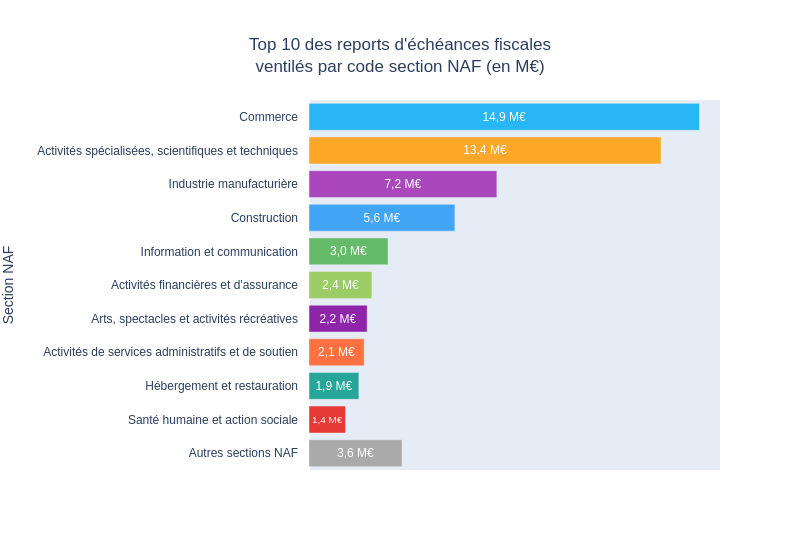 Top 10 des reports d'échéances fiscales
ventilés par code section NAF (en M€)
Section NAF
Commerce 14,9 M€
Activités spécialisées, scientifiques et techniques 13,4 M€
Industrie manufacturière 7,2 M€
Construction 5,6 M€
Information et communication 3,0 M€
Activités financières et d'assurance 2,4 M€
Arts, spectacles et activités récréatives 2,2 M€
Activités de services administratifs et de soutien 2,1 M€
Hébergement et restauration 1,9 M€
Santé humaine et action sociale 1,4 M€
Autres sections NAF 3,6 M€